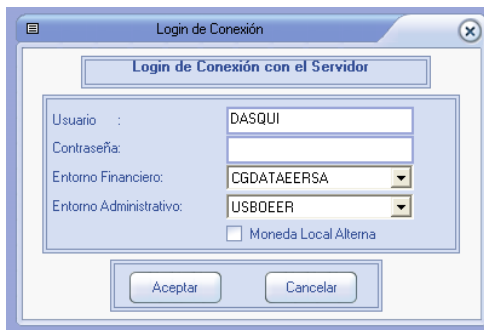 Login de Conexión
Login de Conexión con el Servidor
Usuario : DASQUI
Contraseña:
Entorno Financiero: CGDATAEERSA
Entorno Administrativo: USBOEER
Moneda Local Alterna
Aceptar Cancelar